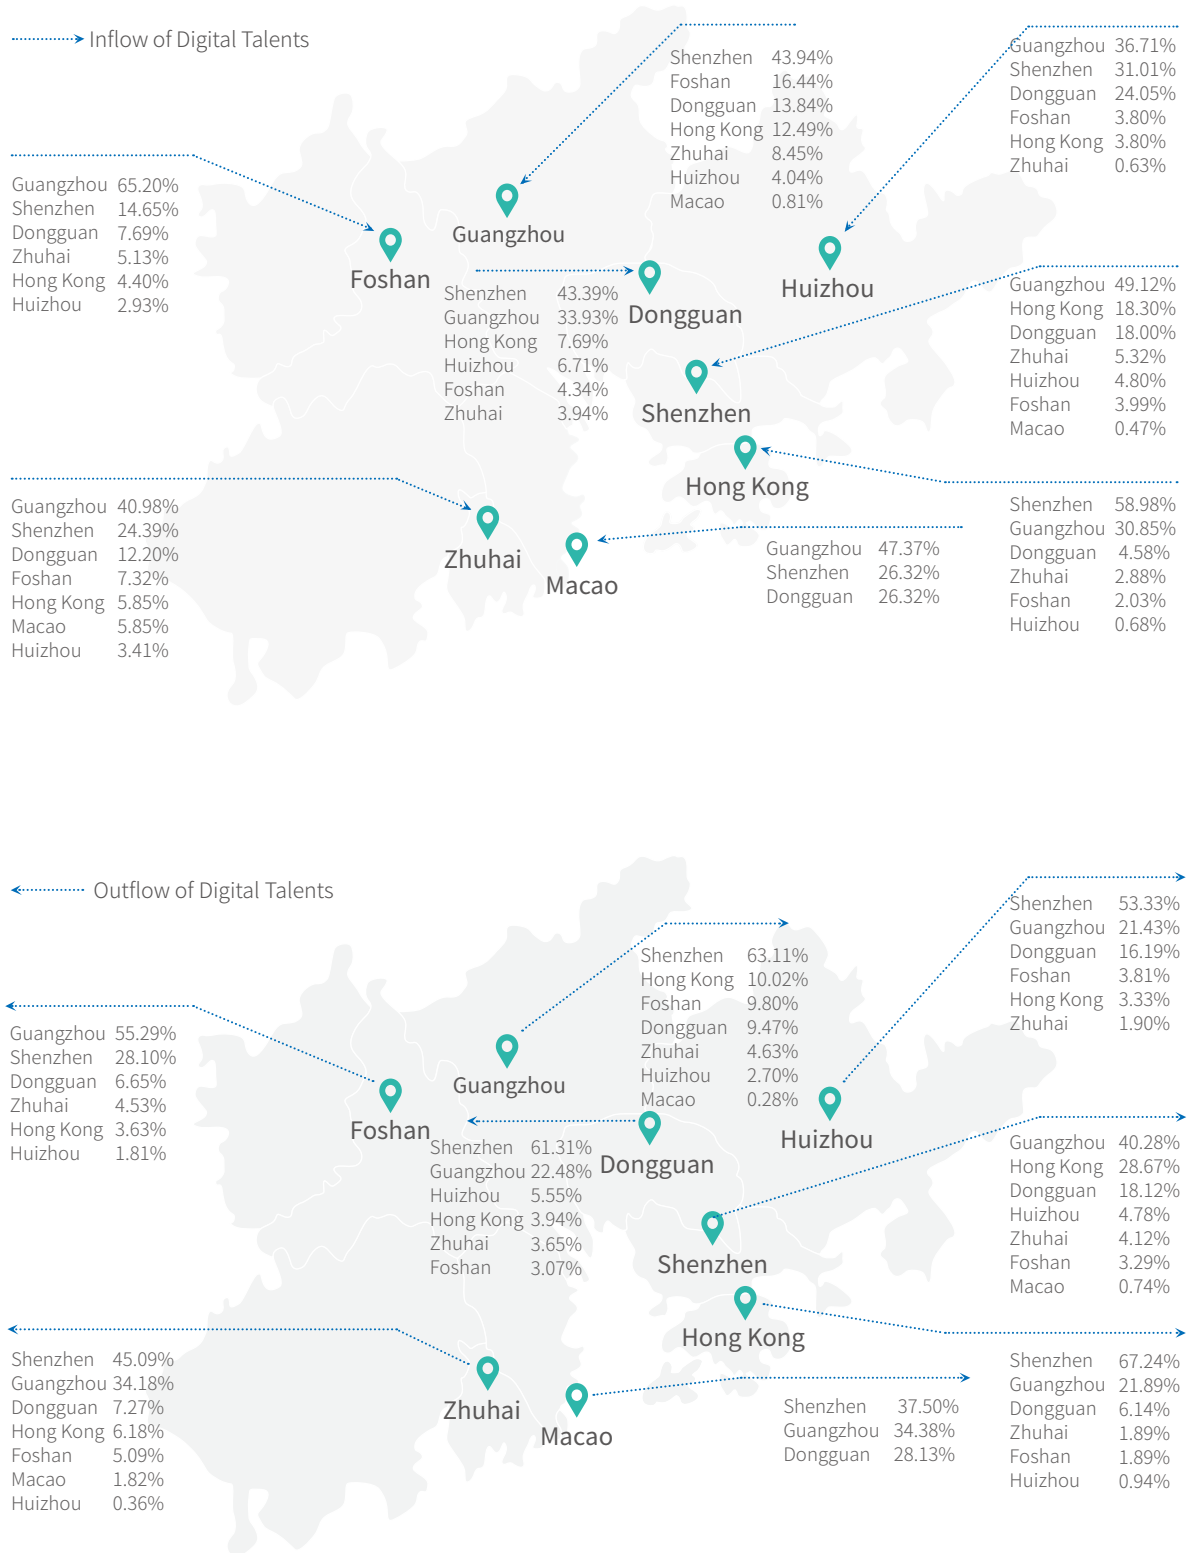 Inflow of Digital Talents
Shenzhen 43.94%
Foshan 16.44%
Dongguan 13.84%
Hong Kong 12.49%
Zhuhai 8.45%
Huizhou 4.04%
Macao 0.81%
Guangzhou 36.71%
Shenzhen 31.01%
Dongguan 24.05%
Foshan 3.80%
Hong Kong 3.80%
Zhuhai 0.63%
Guangzhou 65.20%
Shenzhen 14.65%
Dongguan 7.69%
Zhuhai 5.13%
Hong Kong 4.40%
Huizhou 2.93%
Guangzhou
Foshan
Huizhou
Dongguan
Shenzhen 43.39%
Guangzhou 33.93%
Hong Kong 7.69%
Huizhou 6.71%
Foshan 4.34%
Zhuhai 3.94%
Guangzhou 49.12%
Hong Kong 18.30%
Dongguan 18.00%
Zhuhai 5.32%
Huizhou 4.80%
Foshan 3.99%
Macao 0.47%
Shenzhen
Hong Kong
Guangzhou 40.98%
Shenzhen 24.39%
Dongguan 12.20%
Foshan 7.32%
Hong Kong 5.85%
Macao 5.85%
Huizhou 3.41%
Zhuhai
Macao
Guangzhou 47.37%
Shenzhen 26.32%
Dongguan 26.32%
Shenzhen 58.98%
Guangzhou 30.85%
Dongguan 4.58%
Zhuhai 2.88%
Foshan 2.03%
Huizhou 0.68%
Outflow of Digital Talents
Shenzhen 63.11%
Hong Kong 10.02%
Foshan 9.80%
Dongguan 9.47%
Zhuhai 4.63%
Huizhou 2.70%
Macao 0.28%
Shenzhen 53.33%
Guangzhou 21.43%
Dongguan 16.19%
Foshan 3.81%
Hong Kong 3.33%
Zhuhai 1.90%
Guangzhou 55.29%
Shenzhen 28.10%
Dongguan 6.65%
Zhuhai 4.53%
Hong Kong 3.63%
Huizhou 1.81%
Guangzhou
Foshan
Huizhou
Dongguan
Shenzhen 61.31%
Guangzhou 22.48%
Huizhou 5.55%
Hong Kong 3.94%
Zhuhai 3.65%
Foshan 3.07%
Guangzhou 40.28%
Hong Kong 28.67%
Dongguan 18.12%
Huizhou 4.78%
Zhuhai 4.12%
Foshan 3.29%
Macao 0.74%
Shenzhen
Hong Kong
Shenzhen 45.09%
Guangzhou 34.18%
Dongguan 7.27%
Hong Kong 6.18%
Foshan 5.09%
Macao 1.82%
Huizhou 0.36%
Zhuhai
Macao
Shenzhen 37.50%
Guangzhou 34.38%
Dongguan 28.13%
Shenzhen 67.24%
Guangzhou 21.89%
Dongguan 6.14%
Zhuhai 1.89%
Foshan 1.89%
Huizhou 0.94%